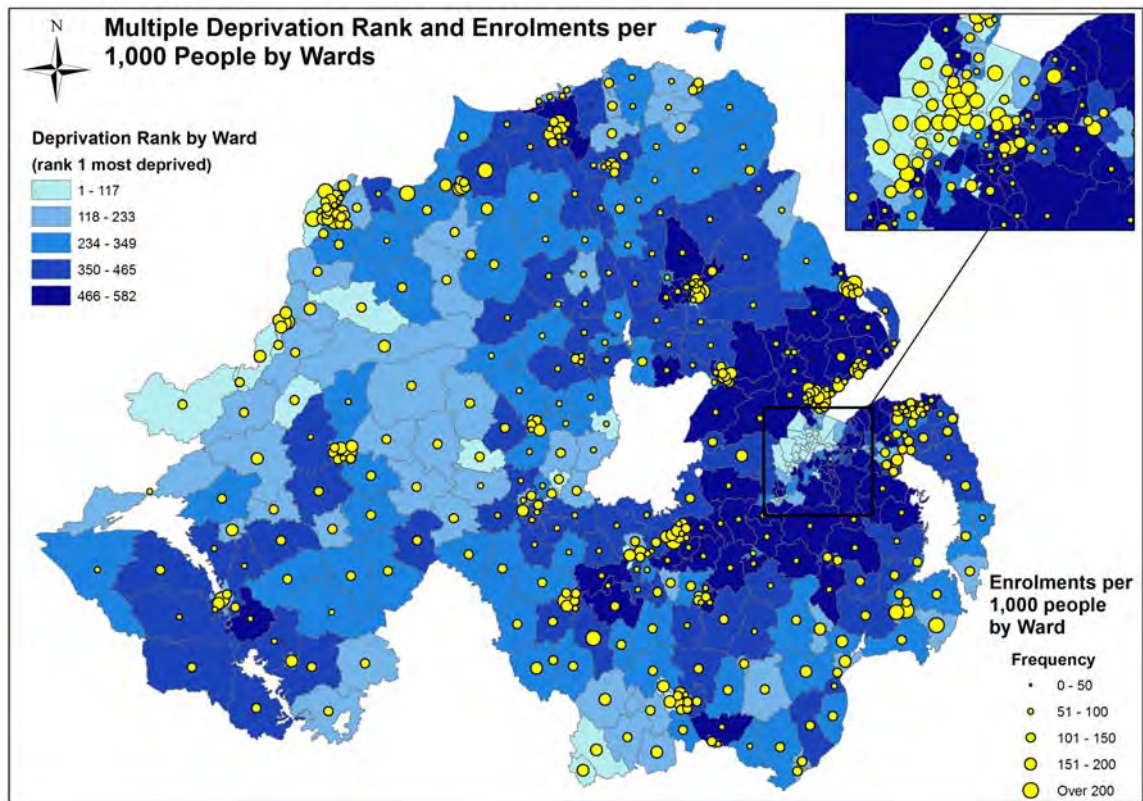 N
Multiple Deprivation Rank and Enrolments per
1,000 People by Wards
Deprivation Rank by Ward
(rank 1 most deprived)
1 - 117
118 - 233
234 - 349
350 - 465
466 - 582
Enrolments per
1,000 people
by Ward
Frequency
0 - 50
51 - 100
101 - 150
151 - 200
Over 200